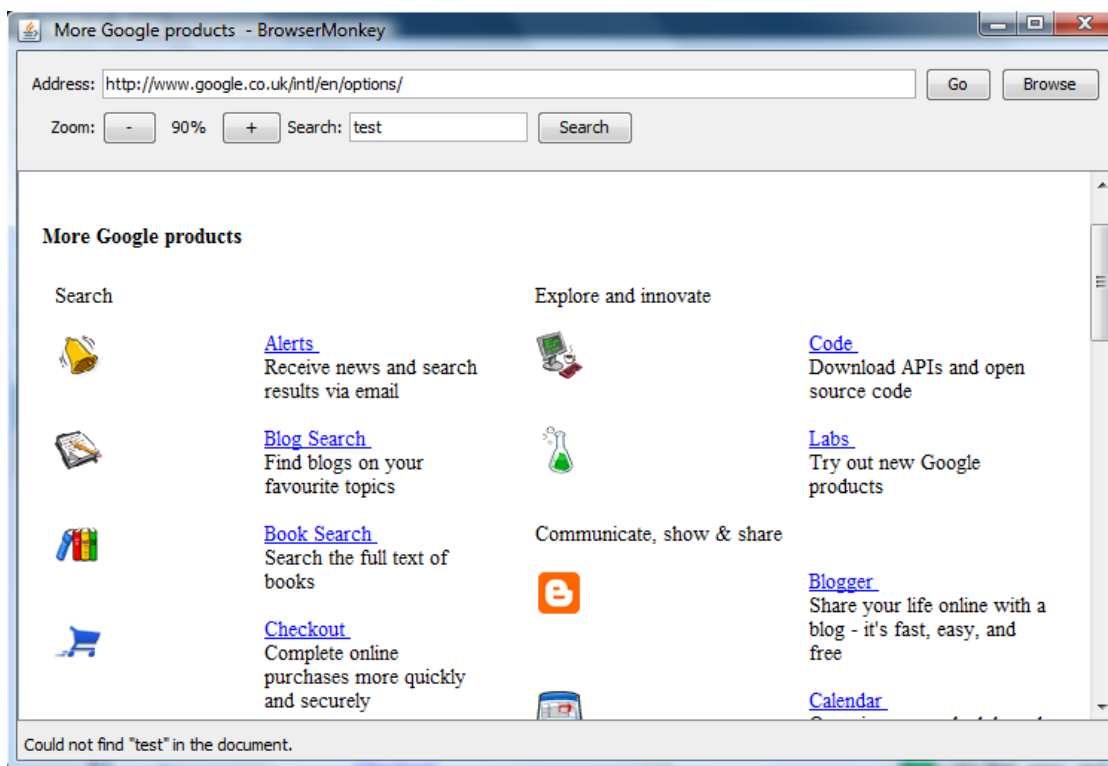 More Google products - BrowserMonkey
Address: http://www.google.co.uk/intl/en/options/ Go Browse
Zoom: - 90% + Search: test Search
More Google products
Search
Alerts
Receive news and search
results via email
Blog Search
Find blogs on your
favourite topics
Book Search
Search the full text of
books
Checkout
Complete online
purchases more quickly
and securely
Explore and innovate
Code
Download APIs and open
source code
Labs
Try out new Google
products
Communicate, show & share
Blogger
Share your life online with a
blog - it's fast, easy, and
free
Calendar
Could not find "test" in the document.